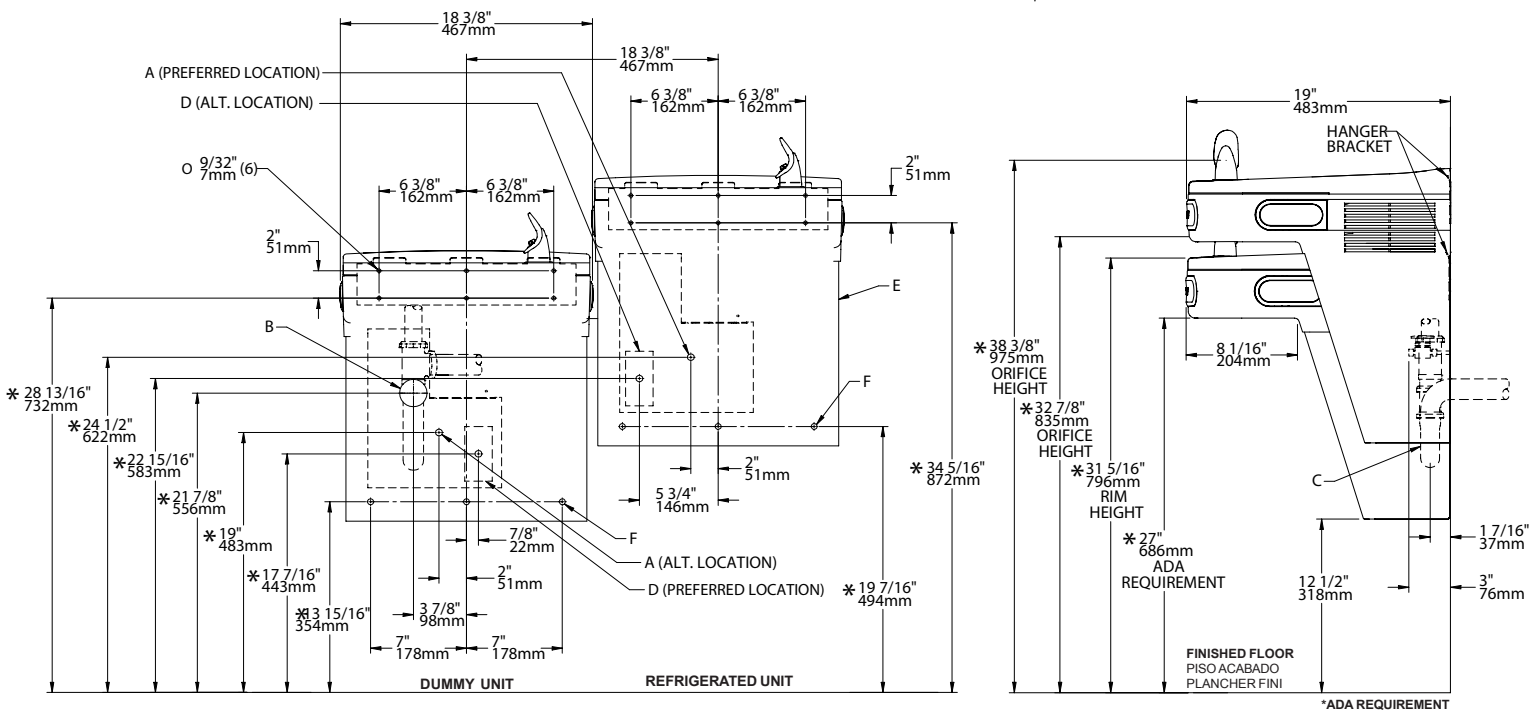 18 3/8"
467mm
18 3/8"
467mm
A (PREFERRED LOCATION)
D (ALT. LOCATION)
6 3/8"
162mm
6 3/8"
162mm
O 9/32" (6)
7mm
6 3/8"
162mm
6 3/8"
162mm
2"
51mm
2"
51mm
B
E
F
* 28 13/16"
732mm
* 24 1/2"
622mm
* 22 15/16"
583mm
* 21 7/8"
556mm
* 19"
483mm
* 17 7/16"
443mm
* 13 15/16"
354mm
2"
51mm
5 3/4"
146mm
* 34 5/16"
872mm
F
7/8"
22mm
A (ALT. LOCATION)
2"
51mm
D (PREFERRED LOCATION)
* 19 7/16"
494mm
3 7/8"
98mm
7"
178mm
7"
178mm
DUMMY UNIT
REFRIGERATED UNIT
19"
483mm
HANGER
BRACKET
* 38 3/8"
975mm
ORIFICE
HEIGHT
8 1/16"
204mm
* 32 7/8"
835mm
ORIFICE
HEIGHT
* 31 5/16"
796mm
RIM
HEIGHT
C
* 27"
686mm
ADA
REQUIREMENT
1 7/16"
37mm
12 1/2"
318mm
3"
76mm
FINISHED FLOOR
PISO ACABADO
PLANCHER FINI
*ADA REQUIREMENT